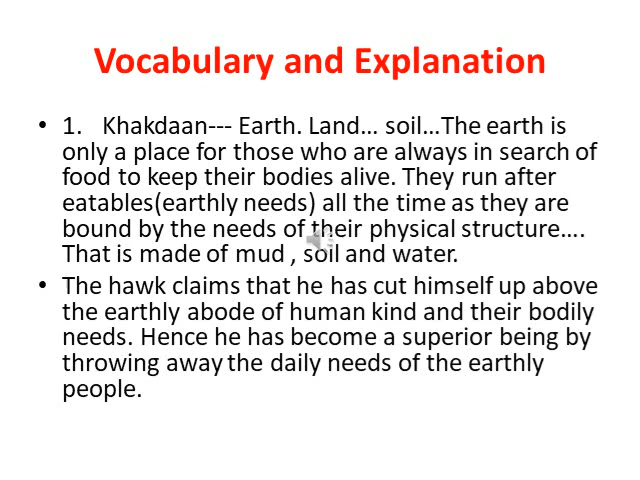 Vocabulary and Explanation
• 1. Khakdaan--- Earth. Land… soil…The earth is
only a place for those who are always in search of
food to keep their bodies alive. They run after
eatables(earthly needs) all the time as they are
bound by the needs of their physical structure….
That is made of mud , soil and water.
• The hawk claims that he has cut himself up above
the earthly abode of human kind and their bodily
needs. Hence he has become a superior being by
throwing away the daily needs of the earthly
people.